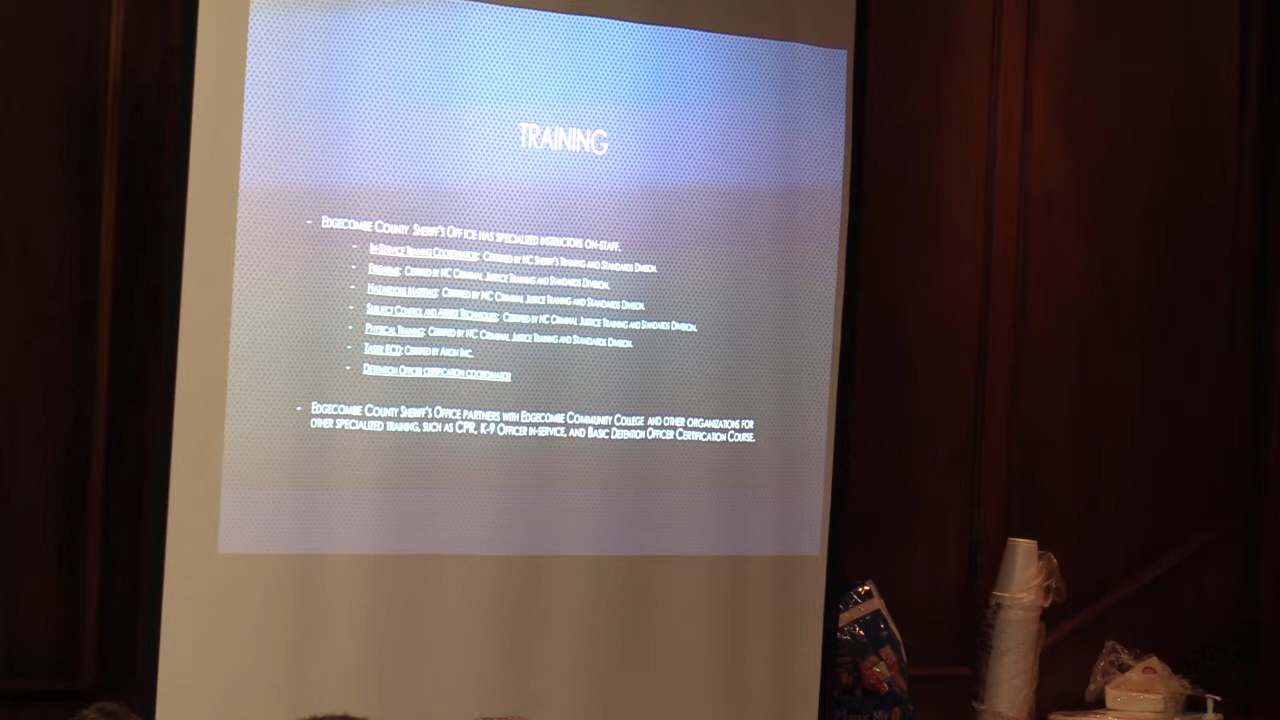 TRAINING
- EDGECOMBE COUNTY SHERIFF'S OFFICE HAS SPECIALIZED INSTRUCTORS ON-STAFF.
- IN-SERVICE TRAINING COORDINATOR: CERTIFIED BY NC SHERIFF'S TRAINING AND STANDARDS DIVISION.
- FIREARMS: CERTIFIED BY NC CRIMINAL JUSTICE TRAINING AND STANDARDS DIVISION.
- HAZARDOUS MATERIALS: CERTIFIED BY NC CRIMINAL JUSTICE TRAINING AND STANDARDS DIVISION.
- SUBJECT CONTROL AND ARREST TECHNIQUES: CERTIFIED BY NC CRIMINAL JUSTICE TRAINING AND STANDARDS DIVISION.
- PHYSICAL TRAINING: CERTIFIED BY NC CRIMINAL JUSTICE TRAINING AND STANDARDS DIVISION.
- TASER ECD: CERTIFIED BY AXON INC.
- DETENTION OFFICER CERTIFICATION COORDINATOR
- EDGECOMBE COUNTY SHERIFF'S OFFICE PARTNERS WITH EDGECOMBE COMMUNITY COLLEGE AND OTHER ORGANIZATIONS FOR
OTHER SPECIALIZED TRAINING, SUCH AS CPR, K-9 OFFICER IN-SERVICE, AND BASIC DETENTION OFFICER CERTIFICATION COURSE.